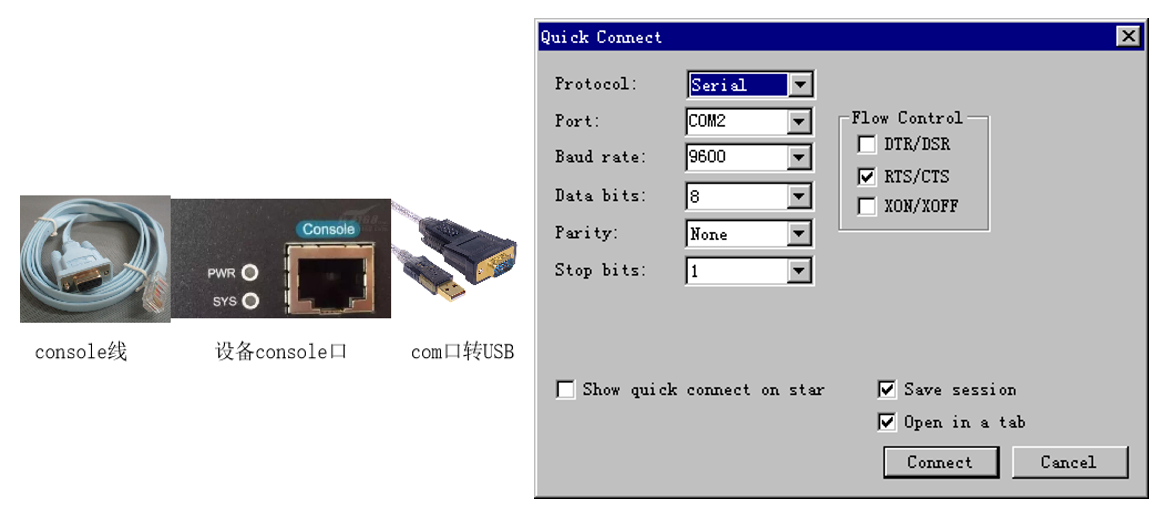 Console
PWR
SYS
console线
设备console口
com口转USB
Quick Connect
Protocol:
Serial
Port:
COM2
Baud rate:
9600
Data bits:
8
Parity:
None
Stop bits:
1
Flow Control
DTR/DSR
RTS/CTS
XON/XOFF
Show quick connect on star
Save session
Open in a tab
Connect
Cancel